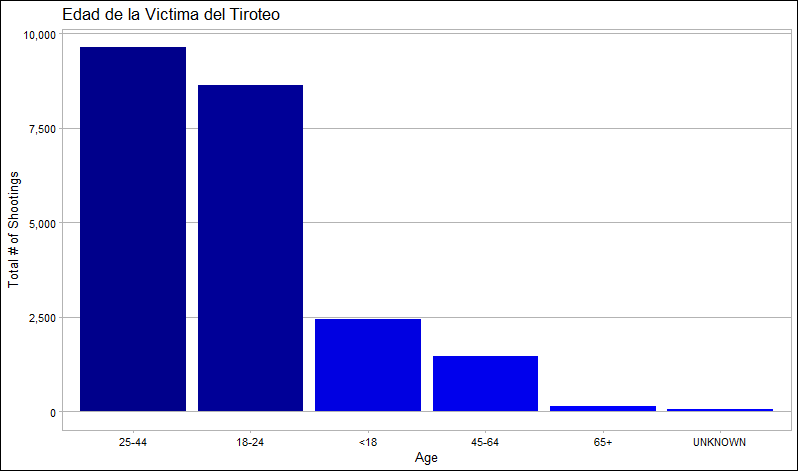 Edad de la Victima del Tiroteo
Total # of Shootings
10,000
7,500
5,000
2,500
0
25-44
18-24
<18
45-64
65+
UNKNOWN
Age